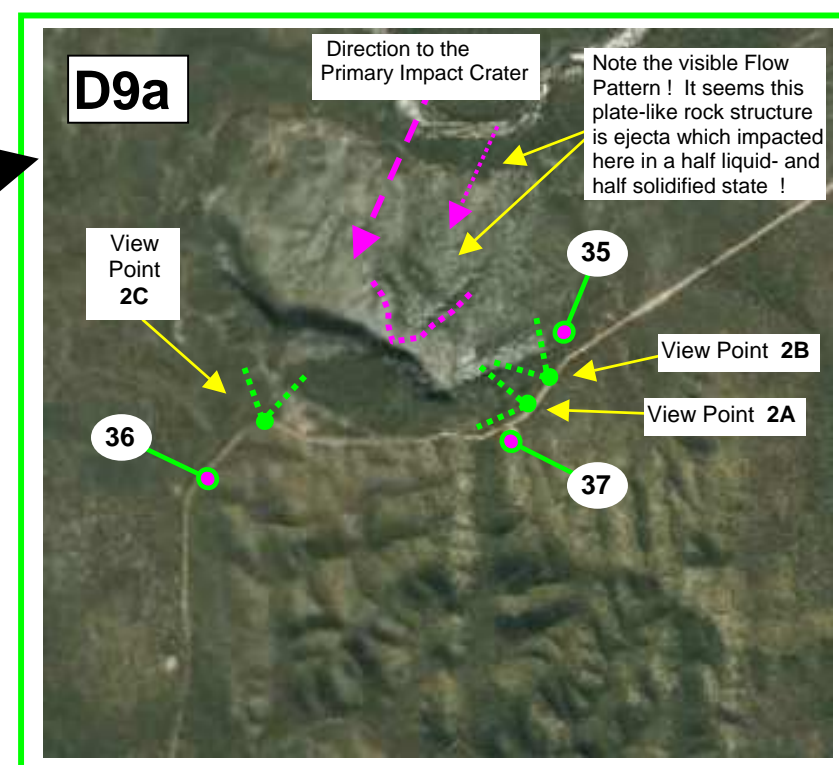 D9a
Direction to the
Primary Impact Crater
Note the visible Flow
Pattern ! It seems this
plate-like rock structure
is ejecta which impacted
here in a half liquid- and
half solidified state !
View
Point
2C
35
View Point 2B
View Point 2A
36
37